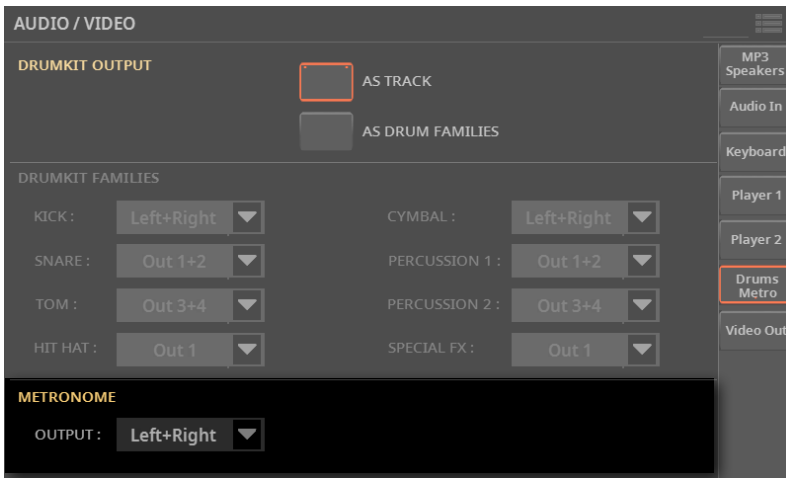 AUDIO / VIDEO
DRUMKIT OUTPUT
AS TRACK
AS DRUM FAMILIES
DRUMKIT FAMILIES
KICK : Left+Right
CYMBAL : Left+Right
SNARE : Out 1+2
PERCUSSION 1 : Out 1+2
TOM : Out 3+4
PERCUSSION 2 : Out 3+4
HIT HAT : Out 1
SPECIAL FX : Out 1
METRONOME
OUTPUT : Left+Right
MP3
Speakers
Audio In
Keyboard
Player 1
Player 2
Drums
Metro
Video Out